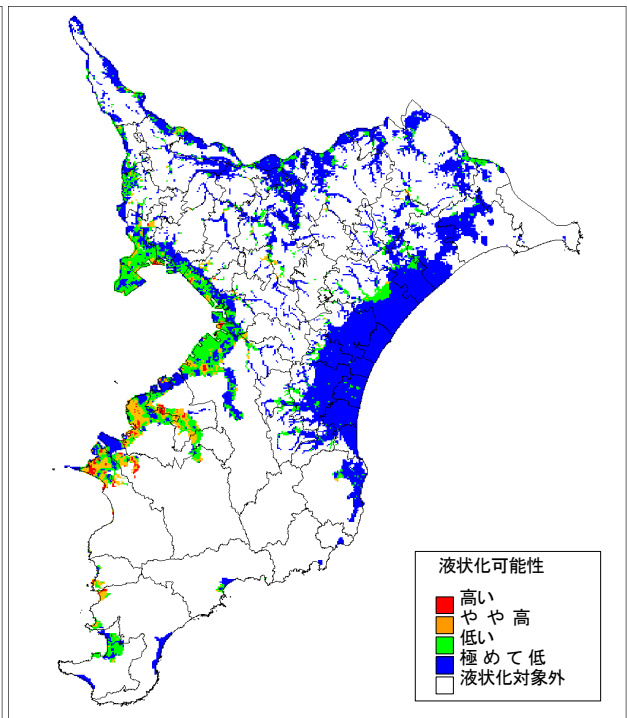 液状化可能性
高い
やや高
低い
極めて低
液状化対象外